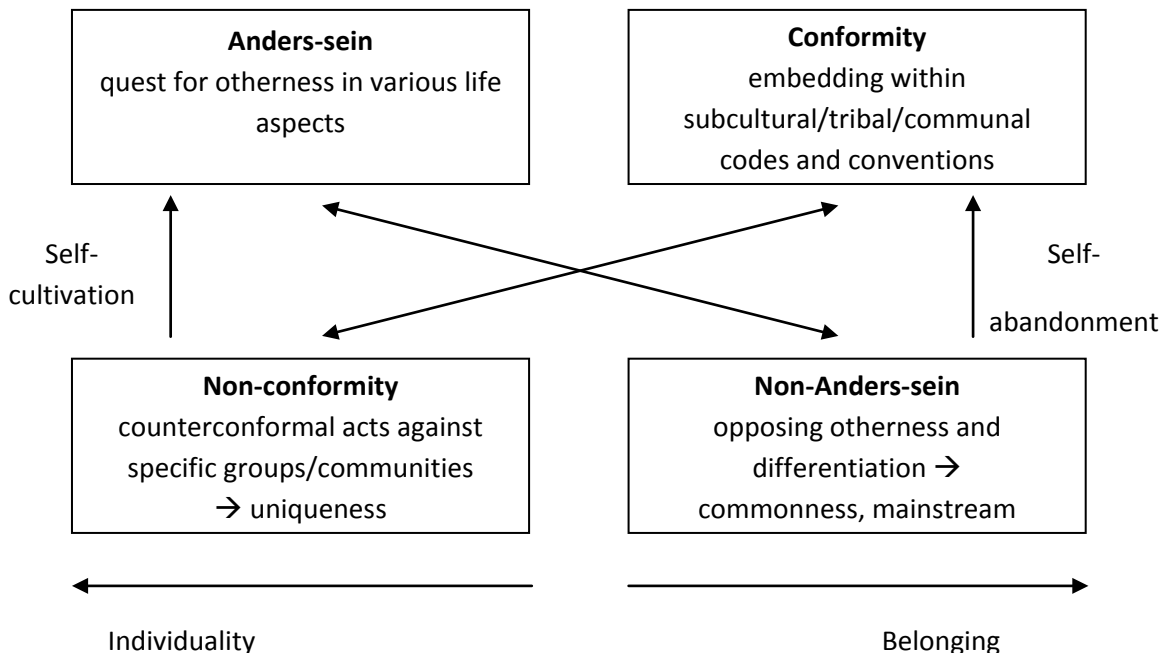 Anders-sein
quest for otherness in various life
aspects
Conformity
embedding within
subcultural/tribal/communal
codes and conventions
Self-
cultivation
Self-
abandonment
Non-conformity
counterconformal acts against
specific groups/communities
→ uniqueness
Non-Anders-sein
opposing otherness and
differentiation →
commonness, mainstream
Individuality
Belonging